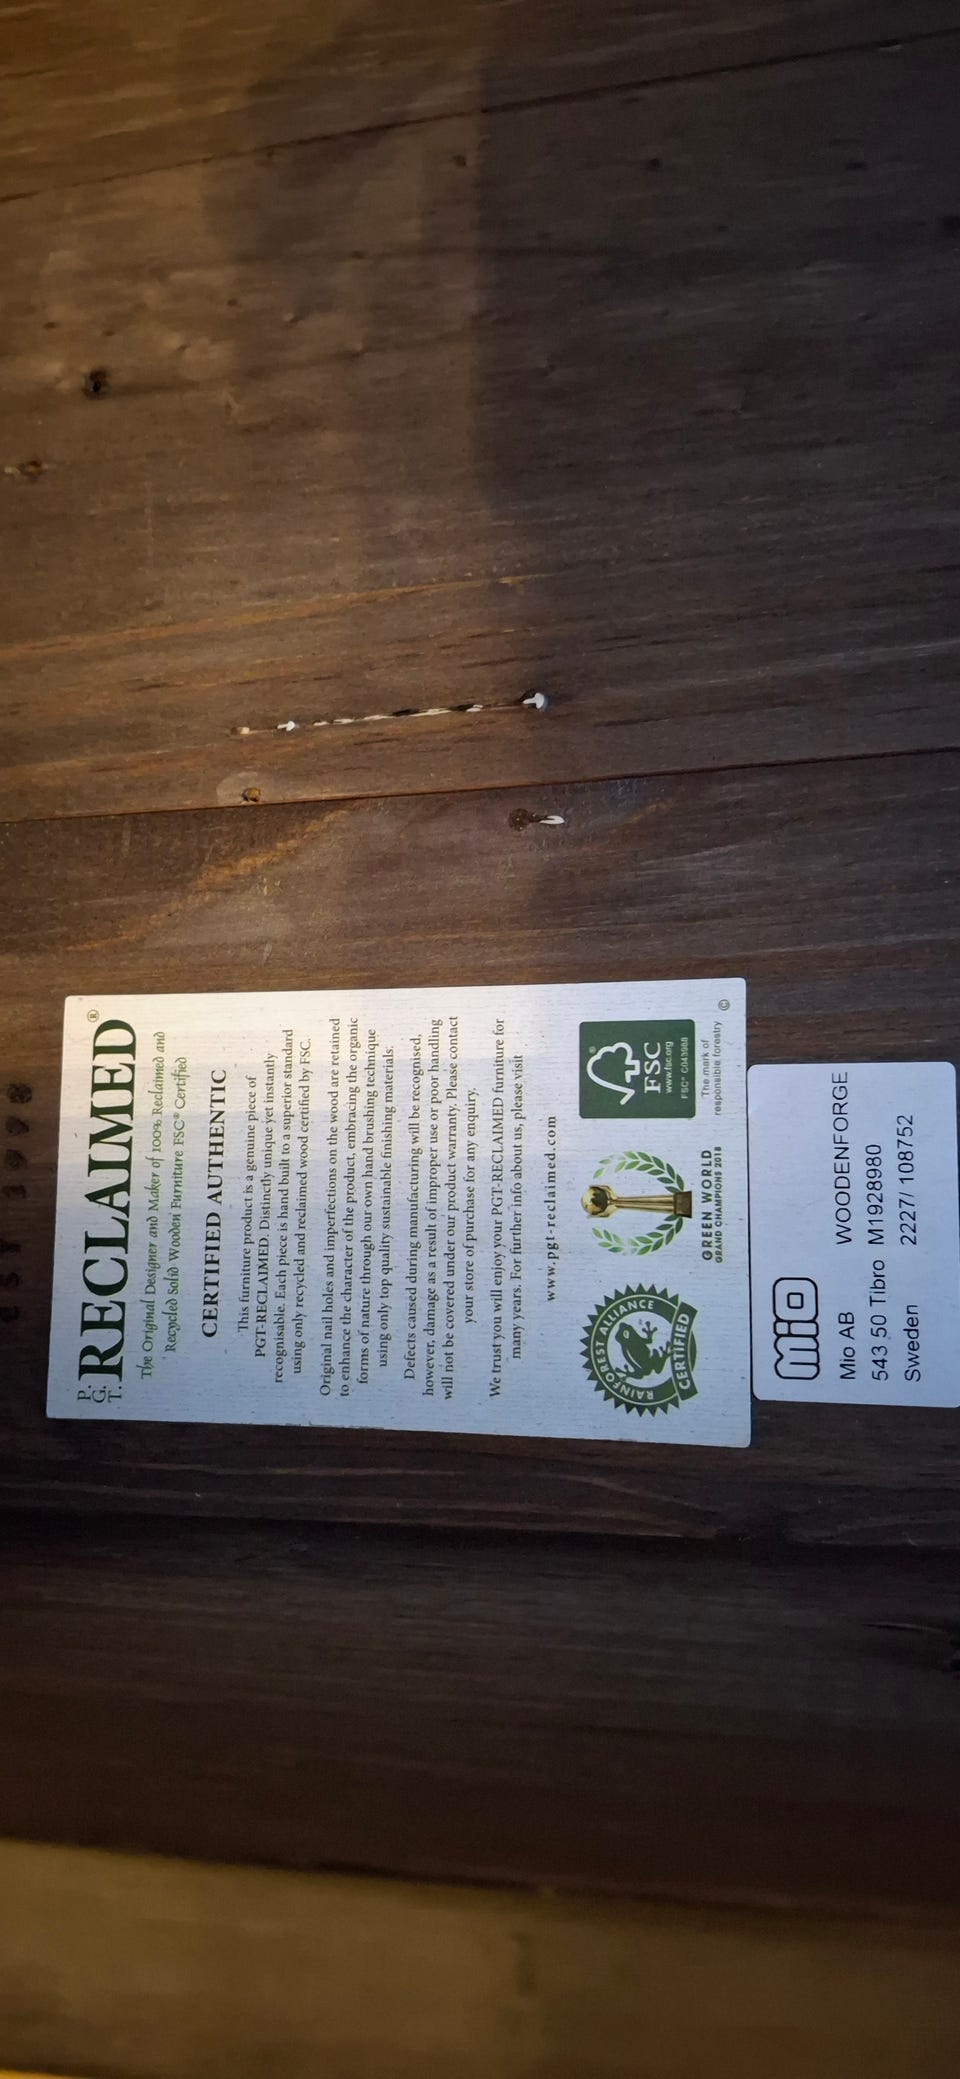 P.
G.
T.
RECLAIMED®
The Original Designer and Maker of 100% Reclaimed and
Recycled Solid Wooden Furniture FSC® Certified
CERTIFIED AUTHENTIC
This furniture product is a genuine piece of
PGT-RECLAIMED. Distinctly unique yet instantly
recognisable. Each piece is hand built to a superior standard
using only recycled and reclaimed wood certified by FSC.
Original nail holes and imperfections on the wood are retained
to enhance the character of the product, embracing the organic
forms of nature through our own hand brushing technique
using only top quality sustainable finishing materials.
Defects caused during manufacturing will be recognised,
however, damage as a result of improper use or poor handling
will not be covered under our product warranty. Please contact
your store of purchase for any enquiry.
We trust you will enjoy your PGT-RECLAIMED furniture for
many years. For further info about us, please visit
www.pgt-reclaimed.com
RAINFOREST ALLIANCE
CERTIFIED
GREEN WORLD
GRAND CHAMPIONS 2018
®
FSC
www.fsc.org
FSC® C043988
The mark of
responsible forestry
©
mio
Mio AB WOODENFORGE
543 50 Tibro M1928980
Sweden 2227/ 108752